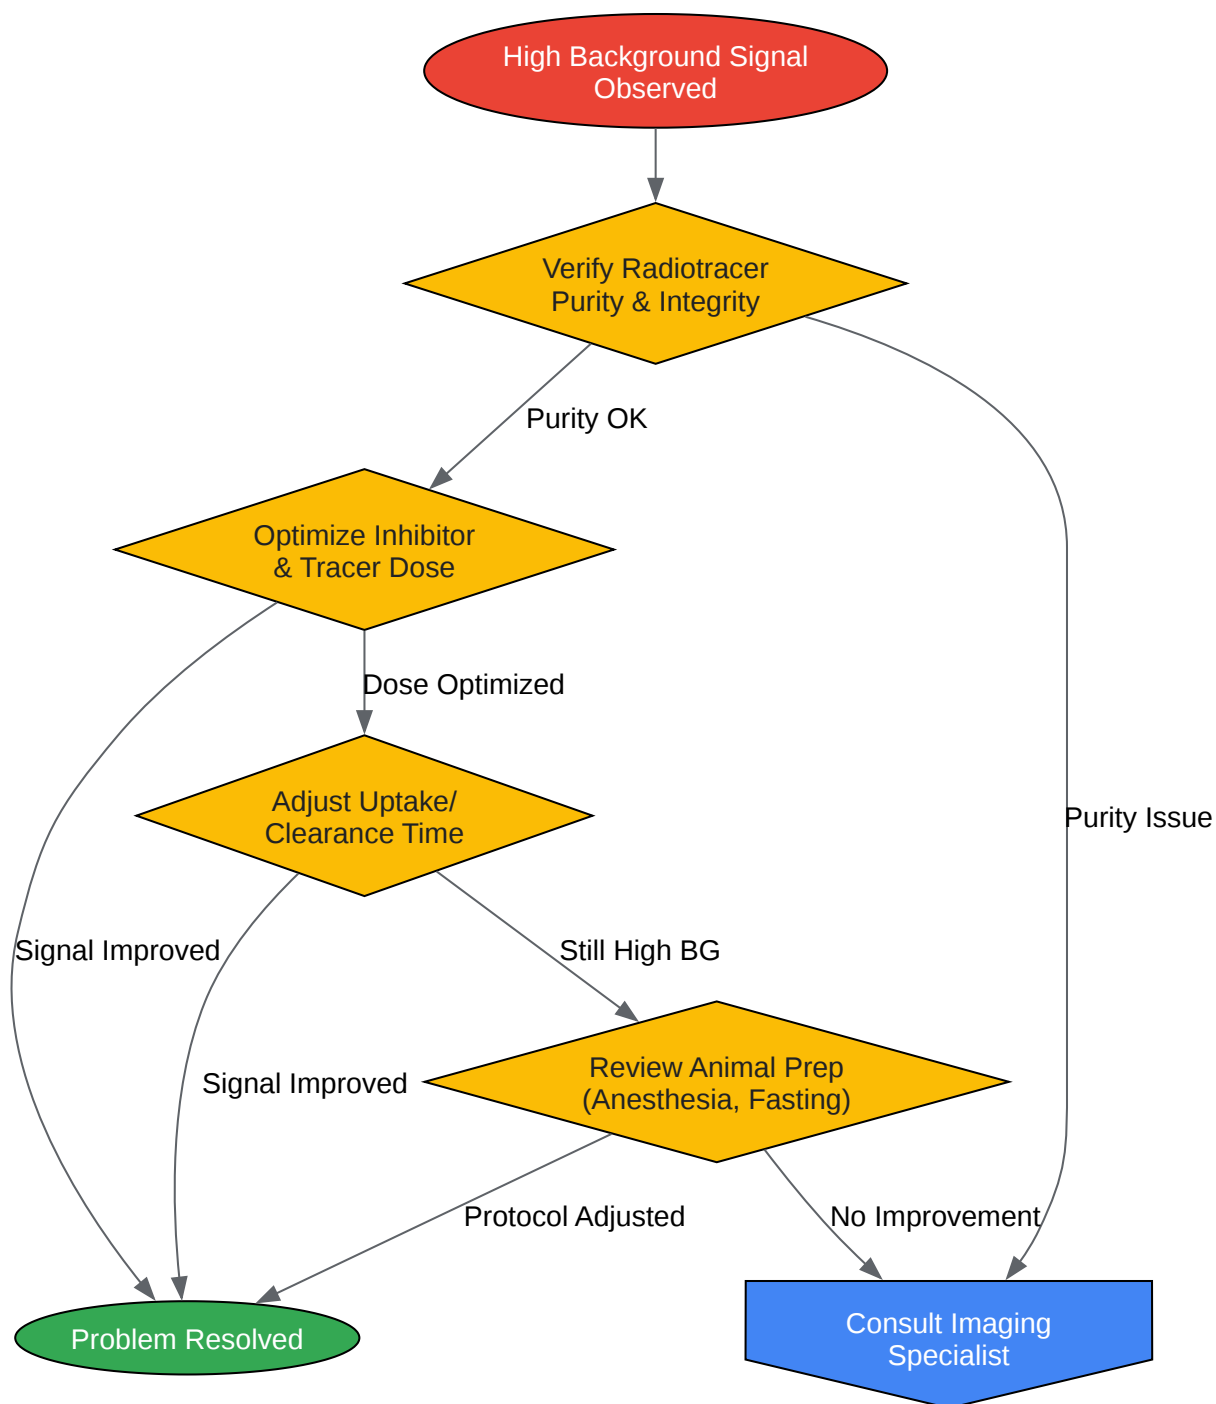 High Background Signal
Observed
Verify Radiotracer
Purity & Integrity
Purity OK
Optimize Inhibitor
& Tracer Dose
Dose Optimized
Adjust Uptake/
Clearance Time
Purity Issue
Signal Improved
Still High BG
Review Animal Prep
(Anesthesia, Fasting)
Signal Improved
Protocol Adjusted
No Improvement
Problem Resolved
Consult Imaging
Specialist